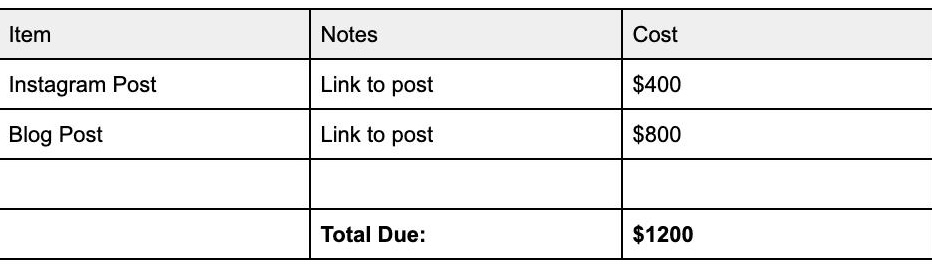 Item Notes Cost
Instagram Post Link to post $400
Blog Post Link to post $800
Total Due: $1200